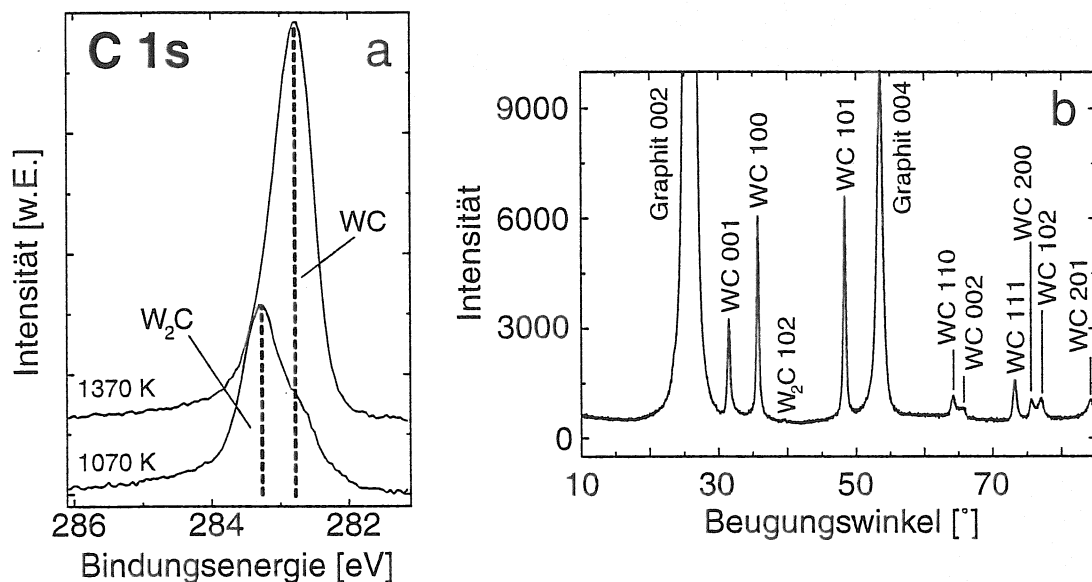 C 1s
a
Intensität [w.E.]
WC
W₂C
1370 K
1070 K
286
284
282
Bindungsenergie [eV]
b
Intensität
9000
6000
3000
0
Graphit 002
WC 001
WC 100
W₂C 102
WC 101
Graphit 004
WC 110
WC 002
WC 111
WC 200
WC 102
WC 201
10
30
50
70
Beugungswinkel [°]